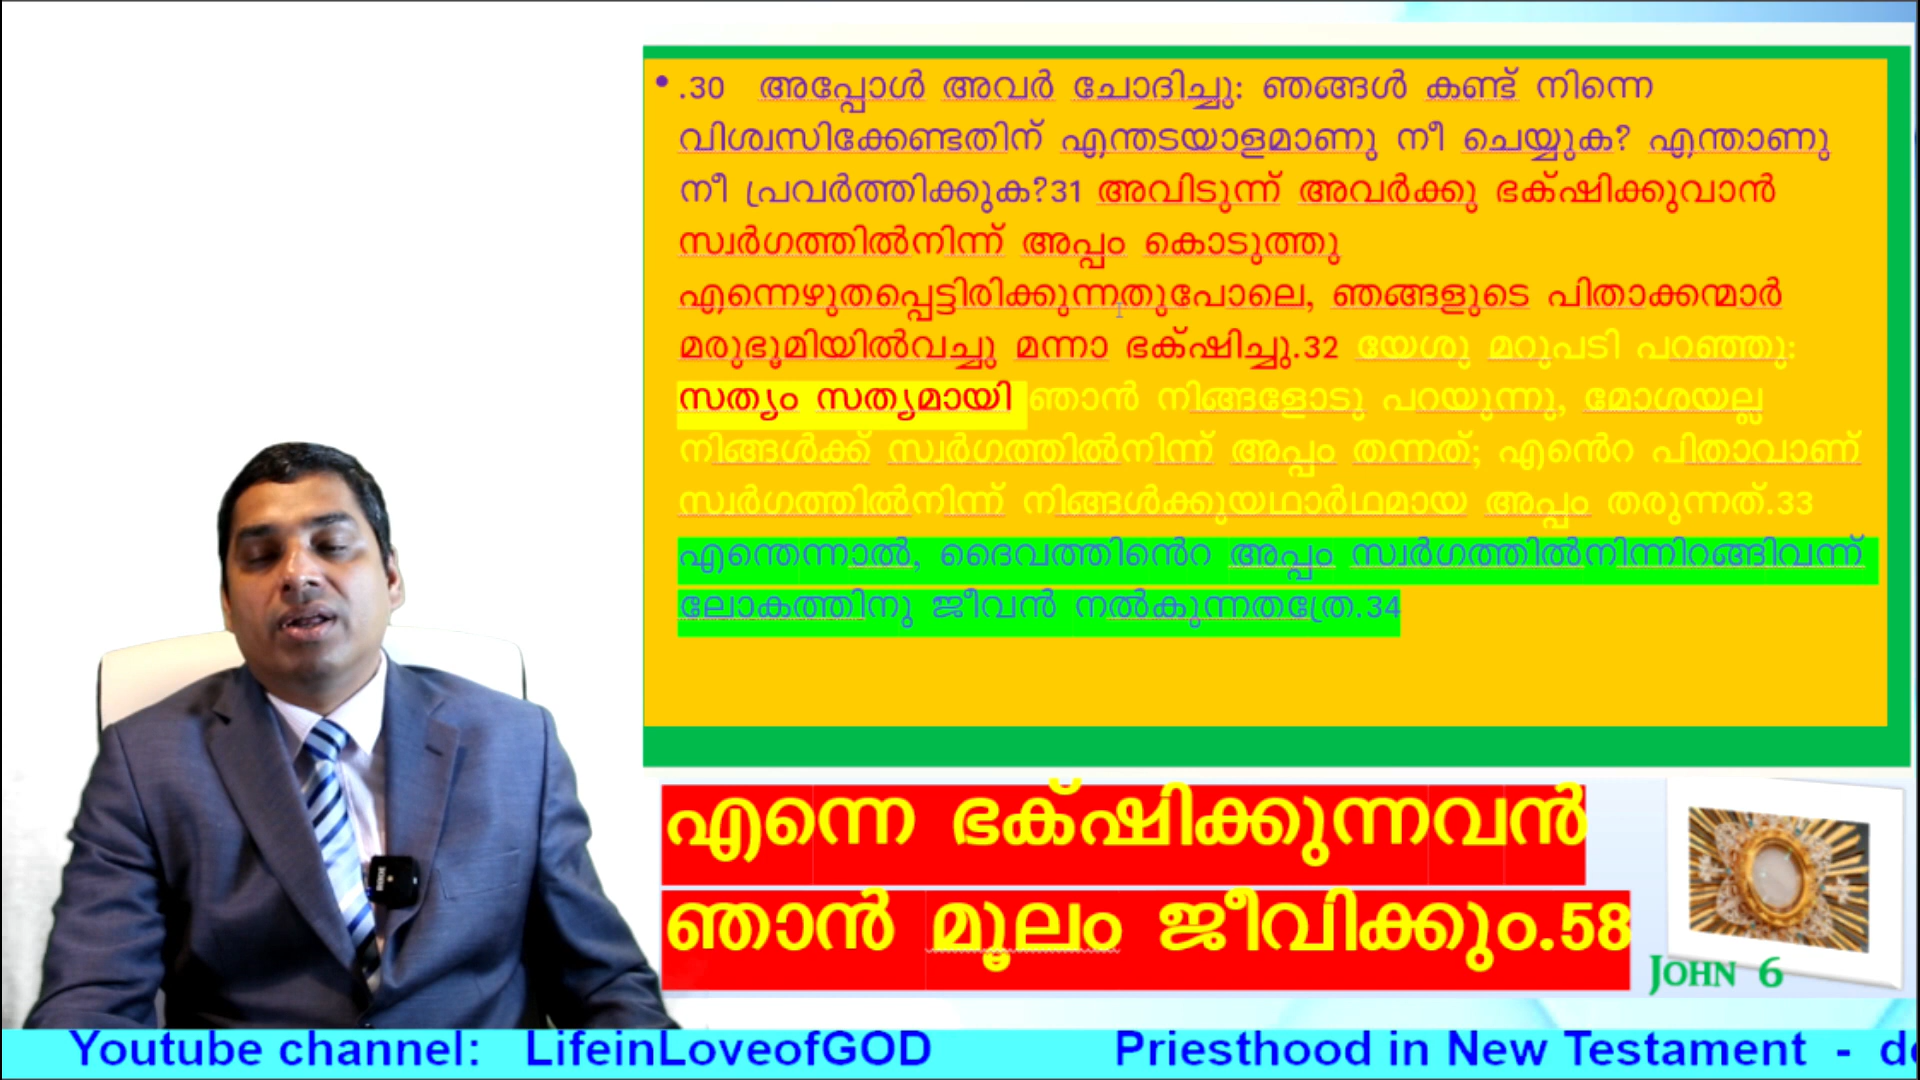 • .30 അപ്പോൾ അവർ ചോദിച്ചു: ഞങ്ങൾ കണ്ട് നിന്നെ
വിശ്വസിക്കേണ്ടതിന് എന്തടയാളമാണു നീ ചെയ്യുക? എന്താണു
നീ പ്രവർത്തിക്കുക?31 അവിടുന്ന് അവർക്കു ഭക്‌ഷിക്കുവാൻ
സ്വർഗത്തിൽനിന്ന് അപ്പം കൊടുത്തു
എന്നെഴുതപ്പെട്ടിരിക്കുന്നതുപോലെ, ഞങ്ങളുടെ പിതാക്കന്മാർ
മരുഭൂമിയിൽവച്ചു മന്നാ ഭക്‌ഷിച്ചു.32 യേശു മറുപടി പറഞ്ഞു:
സത്യം സത്യമായി ഞാൻ നിങ്ങളോടു പറയുന്നു, മോശയല്ല
നിങ്ങൾക്ക് സ്വർഗത്തിൽനിന്ന് അപ്പം തന്നത്; എൻെറ പിതാവാണ്
സ്വർഗത്തിൽനിന്ന് നിങ്ങൾക്കുയഥാർഥമായ അപ്പം തരുന്നത്.33
എന്തെന്നാൽ, ദൈവത്തിൻെറ അപ്പം സ്വർഗത്തിൽനിന്നിറങ്ങിവന്ന്
ലോകത്തിനു ജീവൻ നൽകുന്നതത്രേ.34
എന്നെ ഭക്‌ഷിക്കുന്നവൻ
ഞാൻ മൂലം ജീവിക്കും.58
JOHN 6
Youtube channel: LifeinLoveofGOD Priesthood in New Testament -